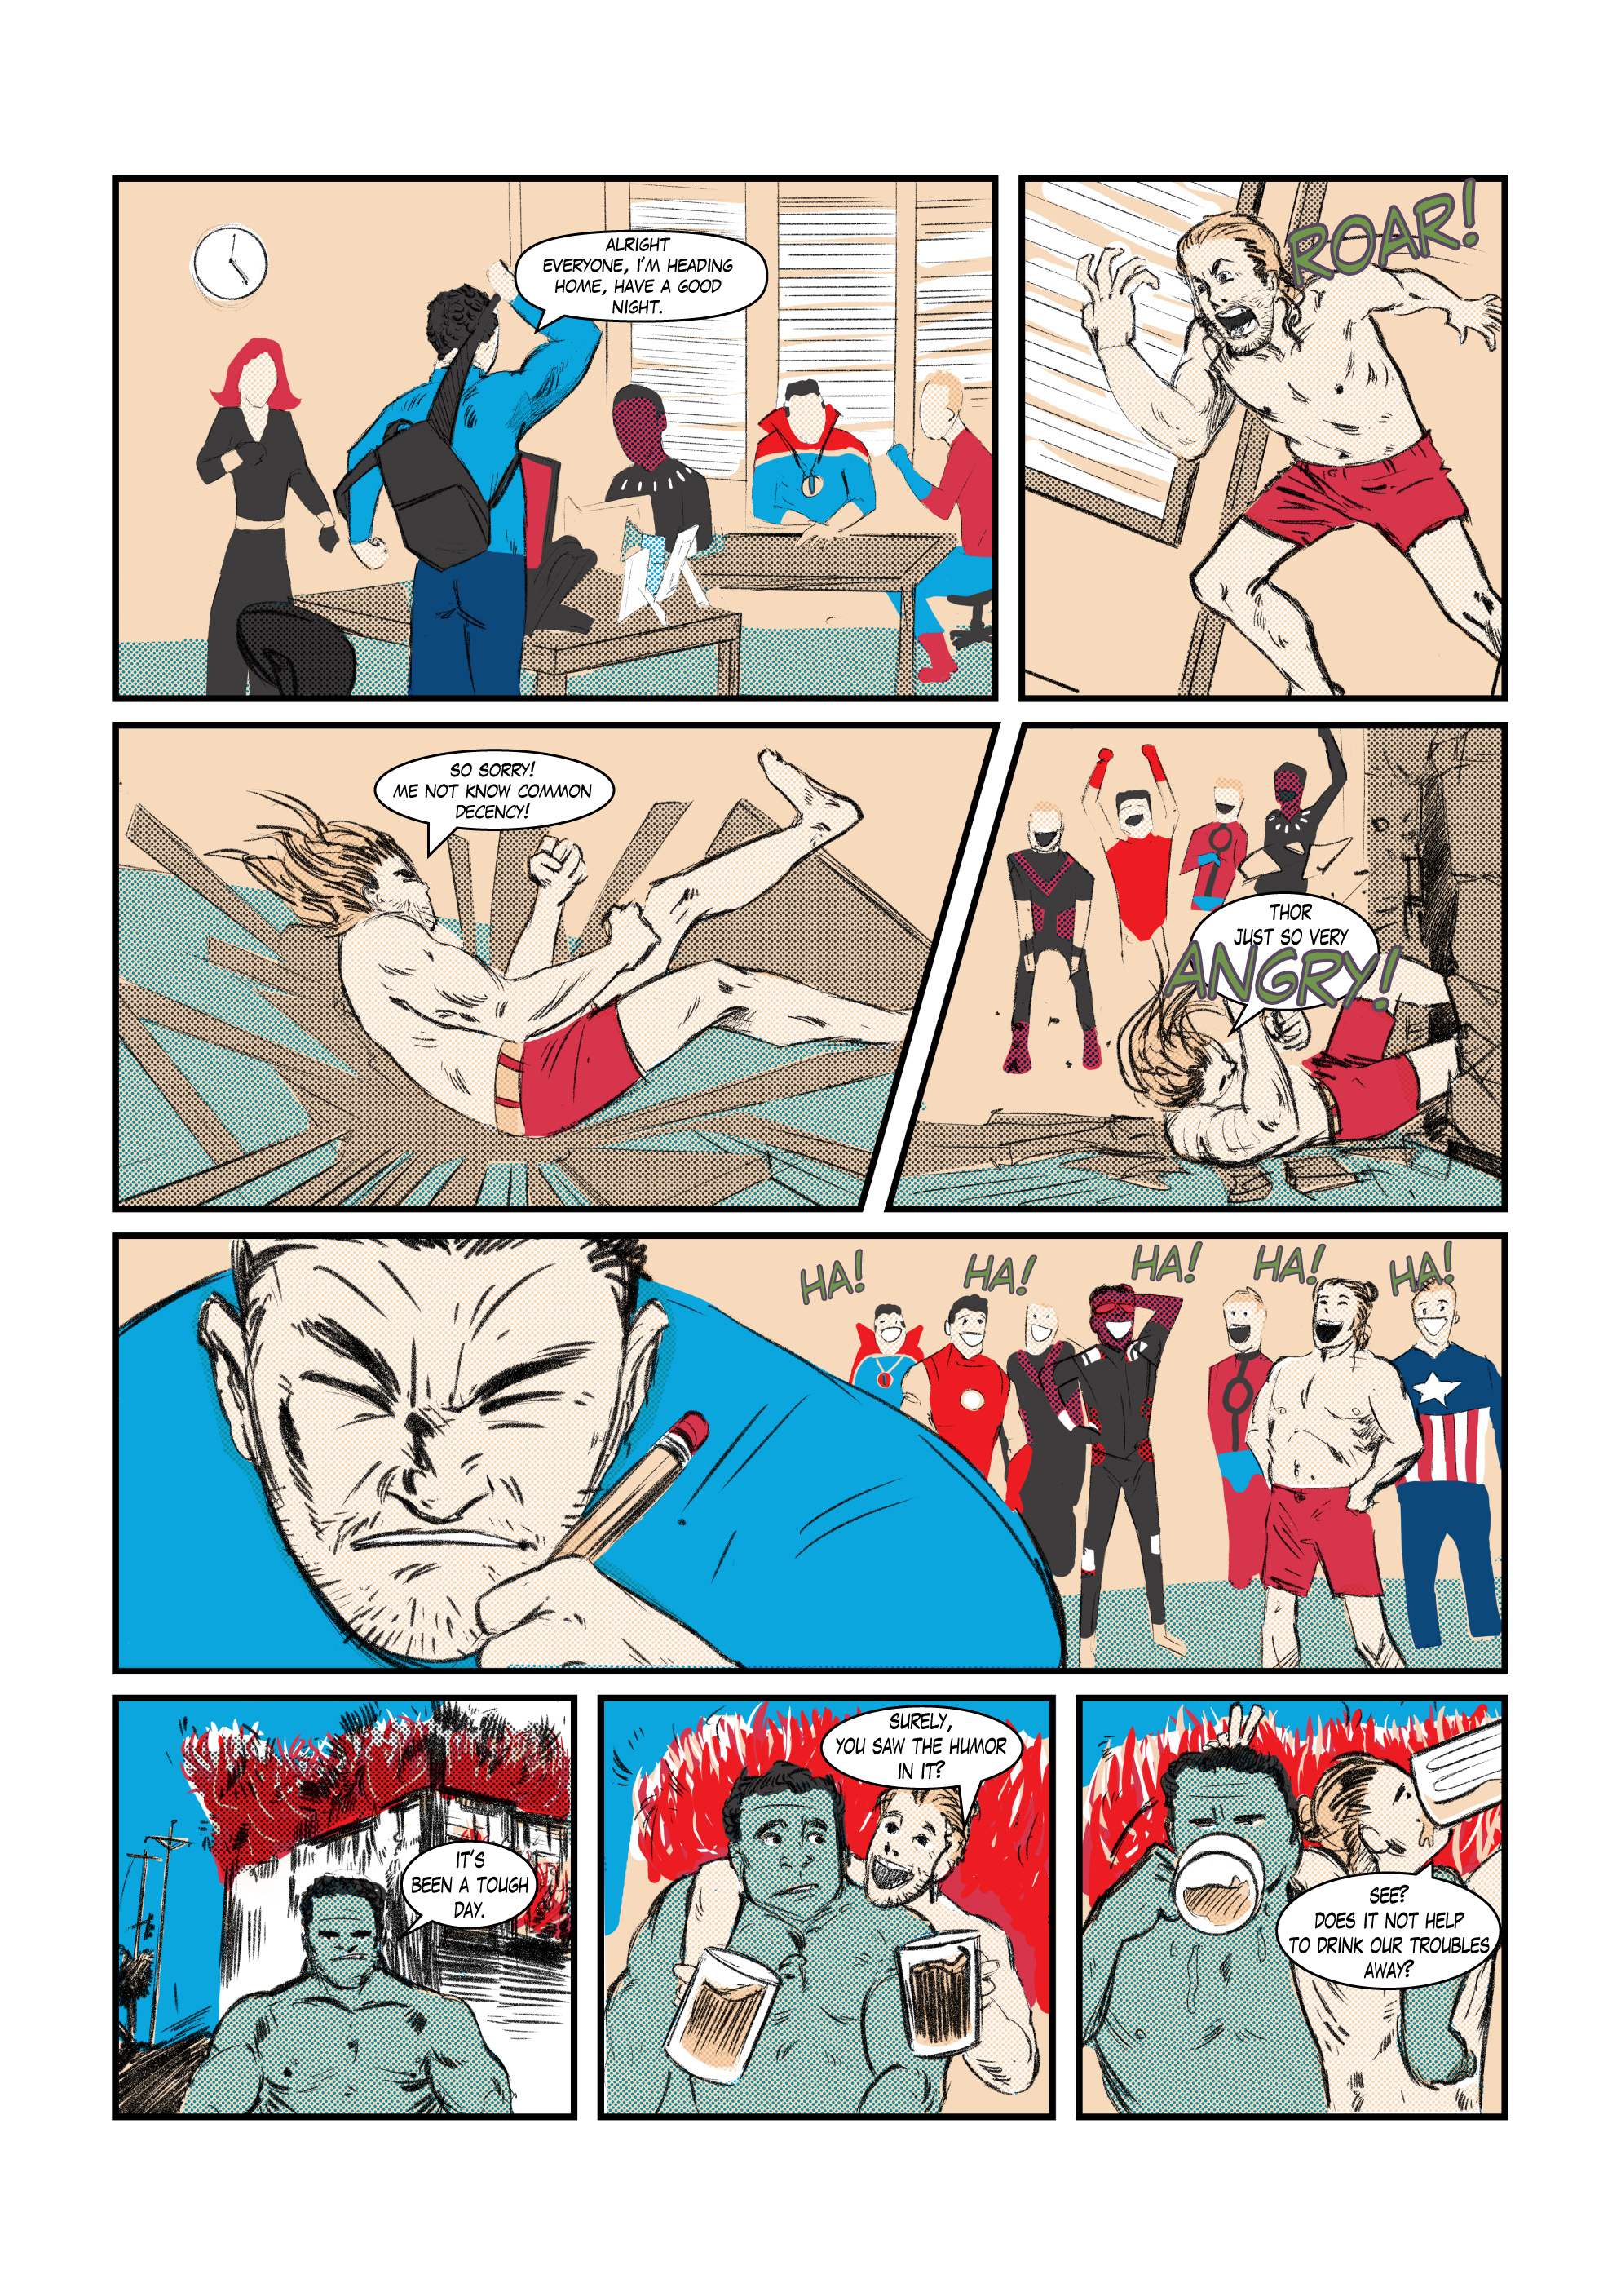 ALRIGHT
EVERYONE, I'M HEADING
HOME, HAVE A GOOD
NIGHT.
ROAR!
SO SORRY!
ME NOT KNOW COMMON
DECENCY!
THOR
JUST SO VERY
ANGRY!
HA!
HA!
HA!
HA!
HA!
IT'S
BEEN A TOUGH
DAY.
SURELY,
YOU SAW THE HUMOR
IN IT?
SEE?
DOES IT NOT HELP
TO DRINK OUR TROUBLES
AWAY?